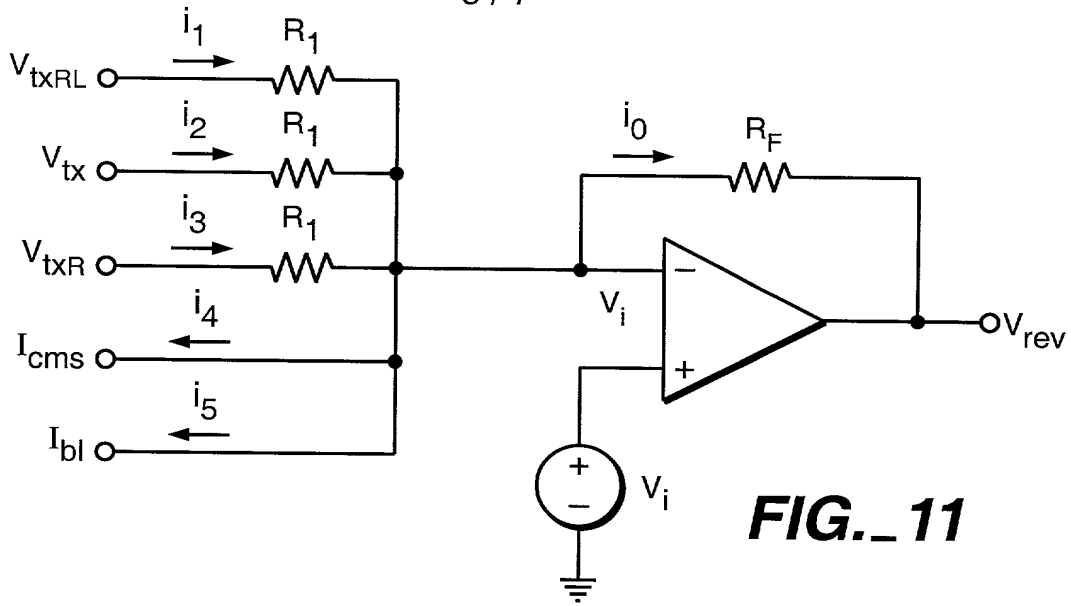 i1
R1
VtxRL
i2
R1
Vtx
i3
R1
VtxR
i4
Icms
i5
Ibl
i0
RF
−
Vi
+
Vrev
+
−
Vi
FIG._11